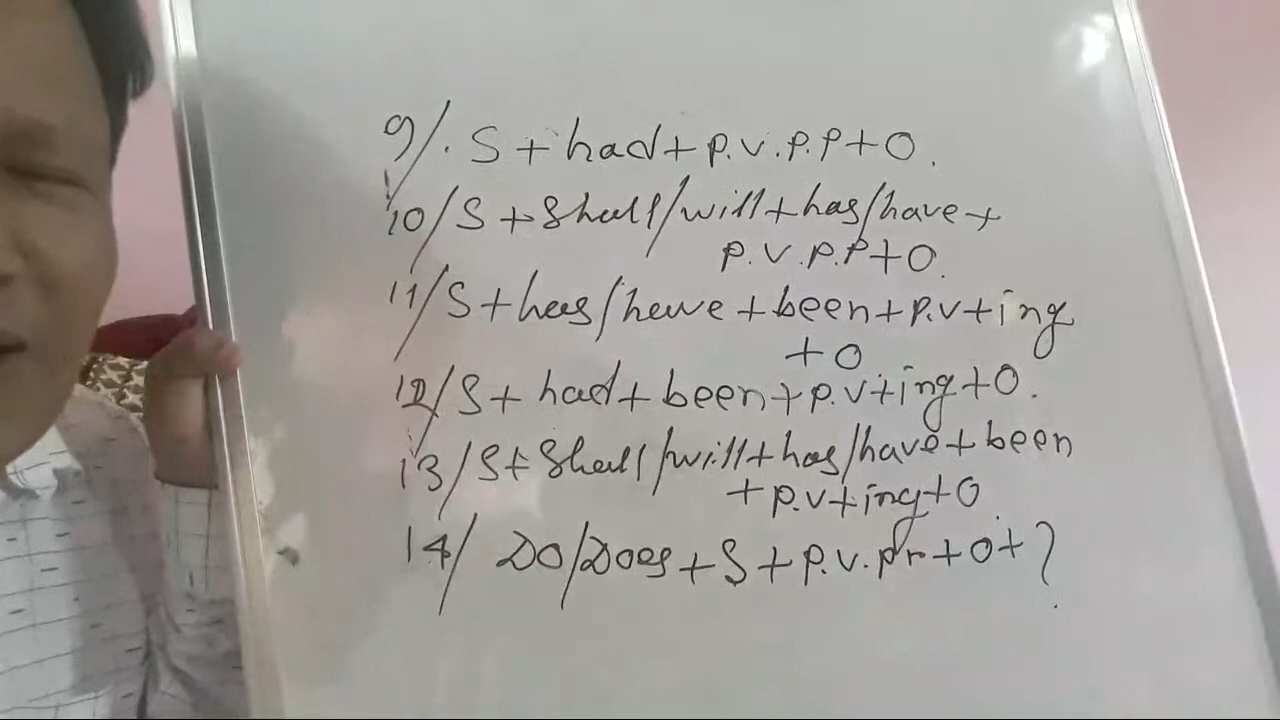 9/. S + had + P.V.P.P + O.
10/ S + Shall/will + has/have +
P.V.P.P + O.
11/ S + has/have + been + P.V + ing
+ O
12/ S + had + been + P.V + ing + O.
13/ S + Shall/will + has/have + been
+ P.V + ing + O
14/ DO/Does + S + P.V.Pr + O + ?